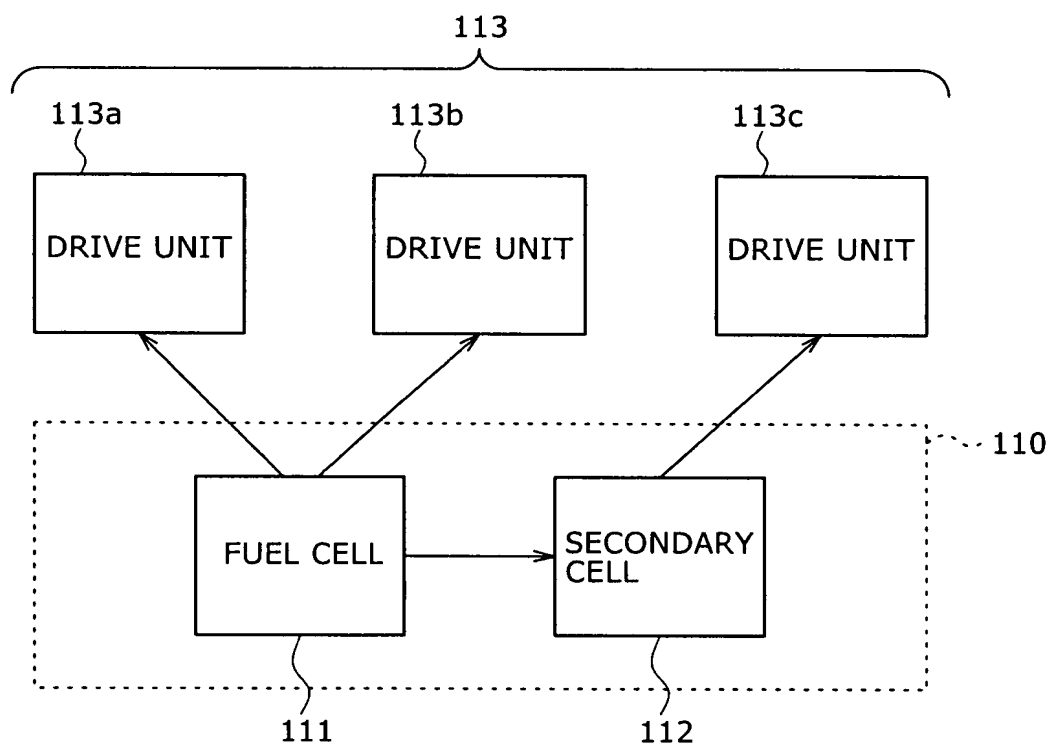 113
113a
113b
113c
DRIVE UNIT
DRIVE UNIT
DRIVE UNIT
110
FUEL CELL
SECONDARY
CELL
111
112